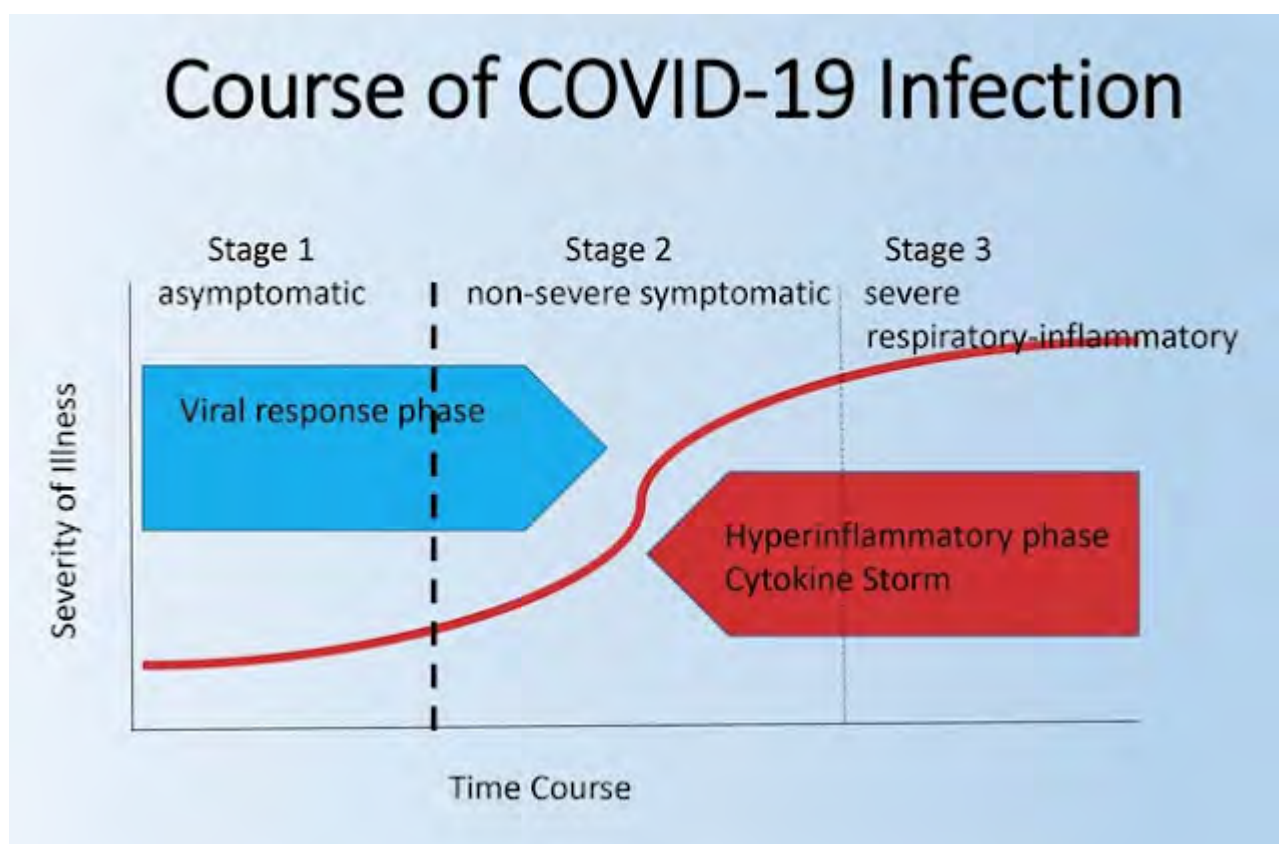 Course of COVID-19 Infection
Stage 1
asymptomatic
Stage 2
non-severe symptomatic
Stage 3
severe
respiratory-inflammatory
Viral response phase
Severity of Illness
Hyperinflammatory phase
Cytokine Storm
Time Course